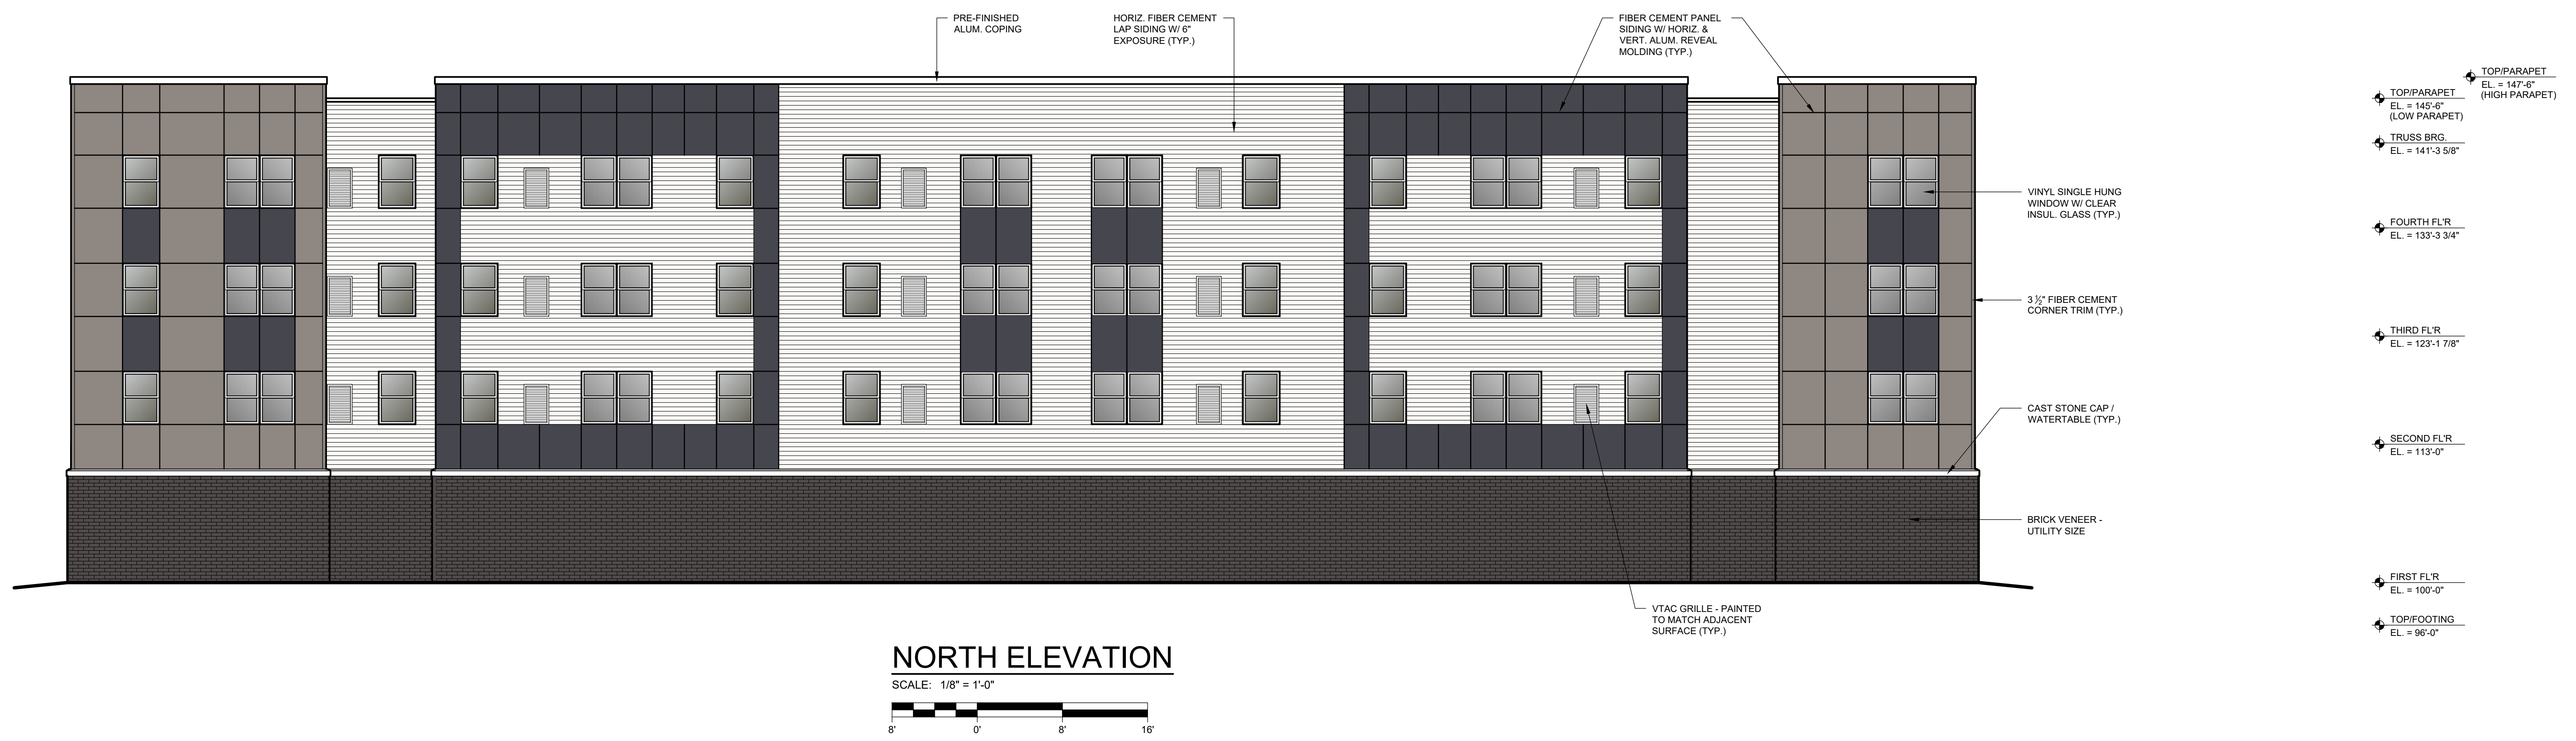 PRE-FINISHED
ALUM. COPING
HORIZ. FIBER CEMENT
LAP SIDING W/ 6"
EXPOSURE (TYP.)
FIBER CEMENT PANEL
SIDING W/ HORIZ. &
VERT. ALUM. REVEAL
MOLDING (TYP.)
TOP/PARAPET
EL. = 147'-6"
(HIGH PARAPET)
TOP/PARAPET
EL. = 145'-6"
(LOW PARAPET)
TRUSS BRG.
EL. = 141'-3 5/8"
VINYL SINGLE HUNG
WINDOW W/ CLEAR
INSUL. GLASS (TYP.)
FOURTH FL'R
EL. = 133'-3 3/4"
3 ½" FIBER CEMENT
CORNER TRIM (TYP.)
THIRD FL'R
EL. = 123'-1 7/8"
CAST STONE CAP /
WATERTABLE (TYP.)
SECOND FL'R
EL. = 113'-0"
BRICK VENEER -
UTILITY SIZE
FIRST FL'R
EL. = 100'-0"
VTAC GRILLE - PAINTED
TO MATCH ADJACENT
SURFACE (TYP.)
TOP/FOOTING
EL. = 96'-0"
NORTH ELEVATION
SCALE: 1/8" = 1'-0"
8' 0' 8' 16'